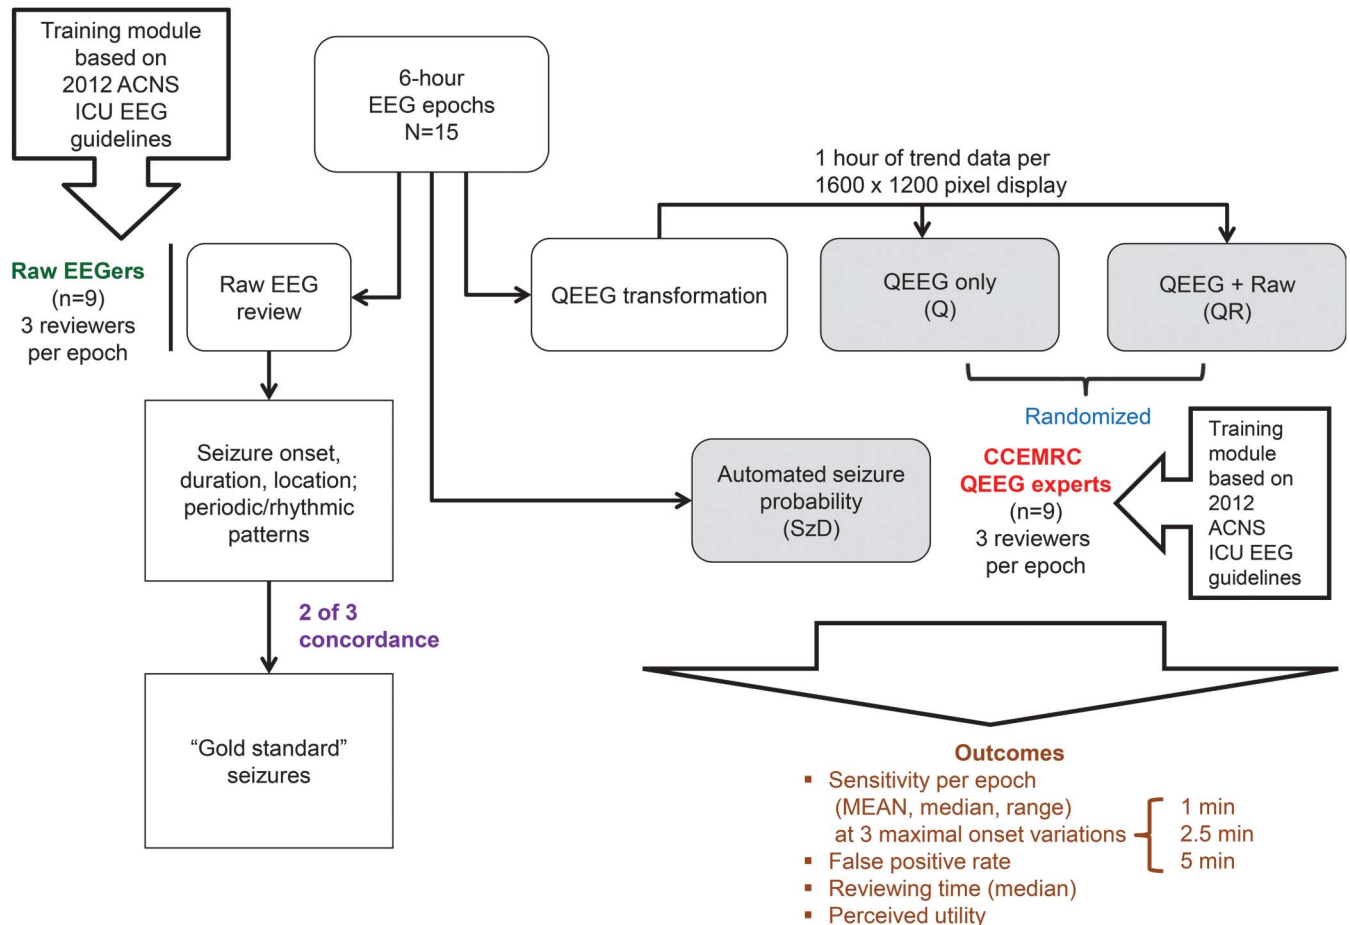 Training module
based on
2012 ACNS
ICU EEG
guidelines
6-hour
EEG epochs
N=15
1 hour of trend data per
1600 x 1200 pixel display
Raw EEGers
(n=9)
3 reviewers
per epoch
Raw EEG
review
QEEG transformation
QEEG only
(Q)
QEEG + Raw
(QR)
Randomized
Seizure onset,
duration, location;
periodic/rhythmic
patterns
Automated seizure
probability
(SzD)
CCEMRC
QEEG experts
(n=9)
3 reviewers
per epoch
Training
module
based on
2012
ACNS
ICU EEG
guidelines
2 of 3
concordance
“Gold standard”
seizures
Outcomes
▪ Sensitivity per epoch
(MEAN, median, range)
at 3 maximal onset variations
1 min
2.5 min
5 min
▪ False positive rate
▪ Reviewing time (median)
▪ Perceived utility